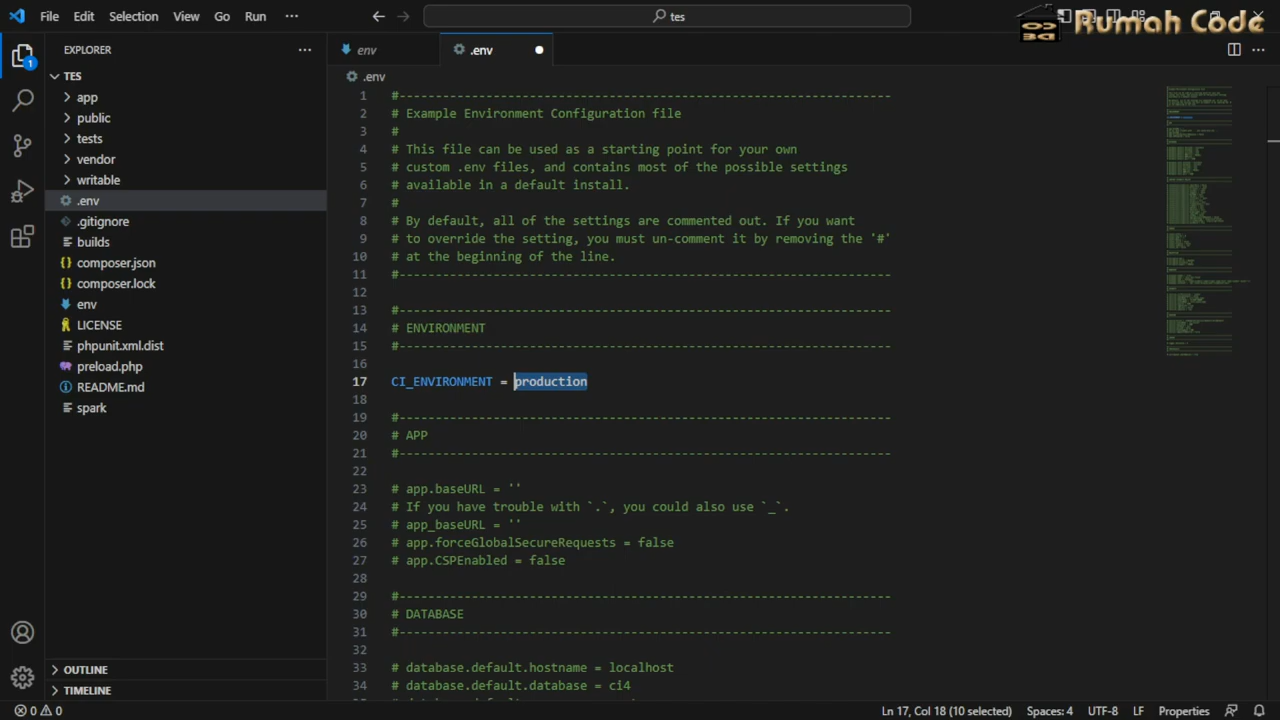 File Edit Selection View Go Run ··· tes
Rumah Code
EXPLORER ···
env
.env
1
TES
app
public
tests
vendor
writable
.env
.gitignore
builds
composer.json
composer.lock
env
LICENSE
phpunit.xml.dist
preload.php
README.md
spark
OUTLINE
TIMELINE
.env
1 #-------------------------------------------------------------------
2 # Example Environment Configuration file
3 #
4 # This file can be used as a starting point for your own
5 # custom .env files, and contains most of the possible settings
6 # available in a default install.
7 #
8 # By default, all of the settings are commented out. If you want
9 # to override the setting, you must un-comment it by removing the '#'
10 # at the beginning of the line.
11 #-------------------------------------------------------------------
12
13 #-------------------------------------------------------------------
14 # ENVIRONMENT
15 #-------------------------------------------------------------------
16
17 CI_ENVIRONMENT = production
18
19 #-------------------------------------------------------------------
20 # APP
21 #-------------------------------------------------------------------
22
23 # app.baseURL = ''
24 # If you have trouble with `.`, you could also use `_`.
25 # app_baseURL = ''
26 # app.forceGlobalSecureRequests = false
27 # app.CSPEnabled = false
28
29 #-------------------------------------------------------------------
30 # DATABASE
31 #-------------------------------------------------------------------
32
33 # database.default.hostname = localhost
34 # database.default.database = ci4
0 0 Ln 17, Col 18 (10 selected) Spaces: 4 UTF-8 LF Properties